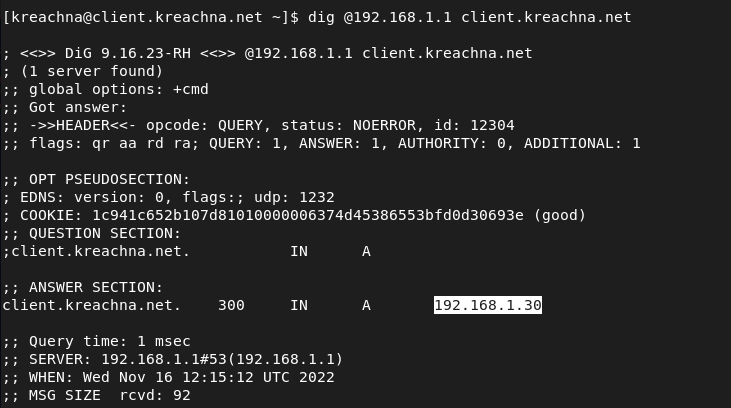 [kreachna@client.kreachna.net ~]$ dig @192.168.1.1 client.kreachna.net
; <<>> DiG 9.16.23-RH <<>> @192.168.1.1 client.kreachna.net
; (1 server found)
;; global options: +cmd
;; Got answer:
;; ->>HEADER<<- opcode: QUERY, status: NOERROR, id: 12304
;; flags: qr aa rd ra; QUERY: 1, ANSWER: 1, AUTHORITY: 0, ADDITIONAL: 1
;; OPT PSEUDOSECTION:
; EDNS: version: 0, flags:; udp: 1232
; COOKIE: 1c941c652b107d81010000006374d45386553bfd0d30693e (good)
;; QUESTION SECTION:
;client.kreachna.net. IN A
;; ANSWER SECTION:
client.kreachna.net. 300 IN A 192.168.1.30
;; Query time: 1 msec
;; SERVER: 192.168.1.1#53(192.168.1.1)
;; WHEN: Wed Nov 16 12:15:12 UTC 2022
;; MSG SIZE  rcvd: 92